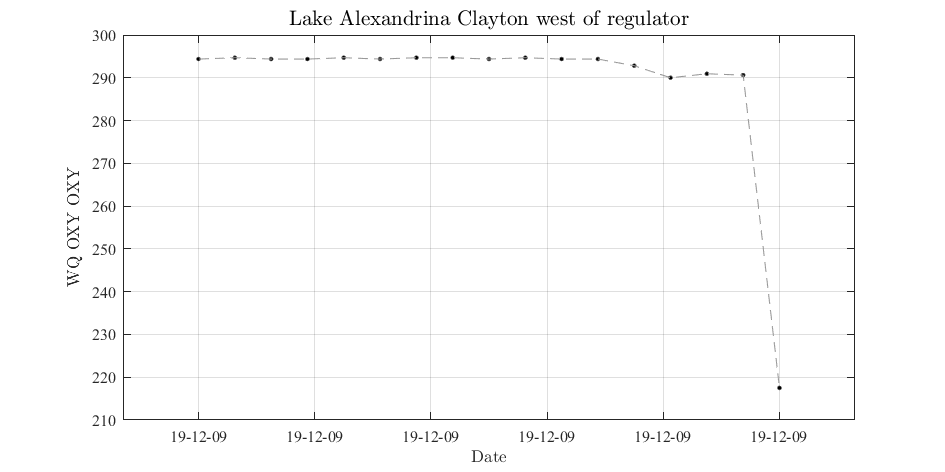 Lake Alexandrina Clayton west of regulator
300
290
280
270
260
250
240
230
220
210
WQ OXY OXY
19-12-09 19-12-09 19-12-09 19-12-09 19-12-09 19-12-09
Date